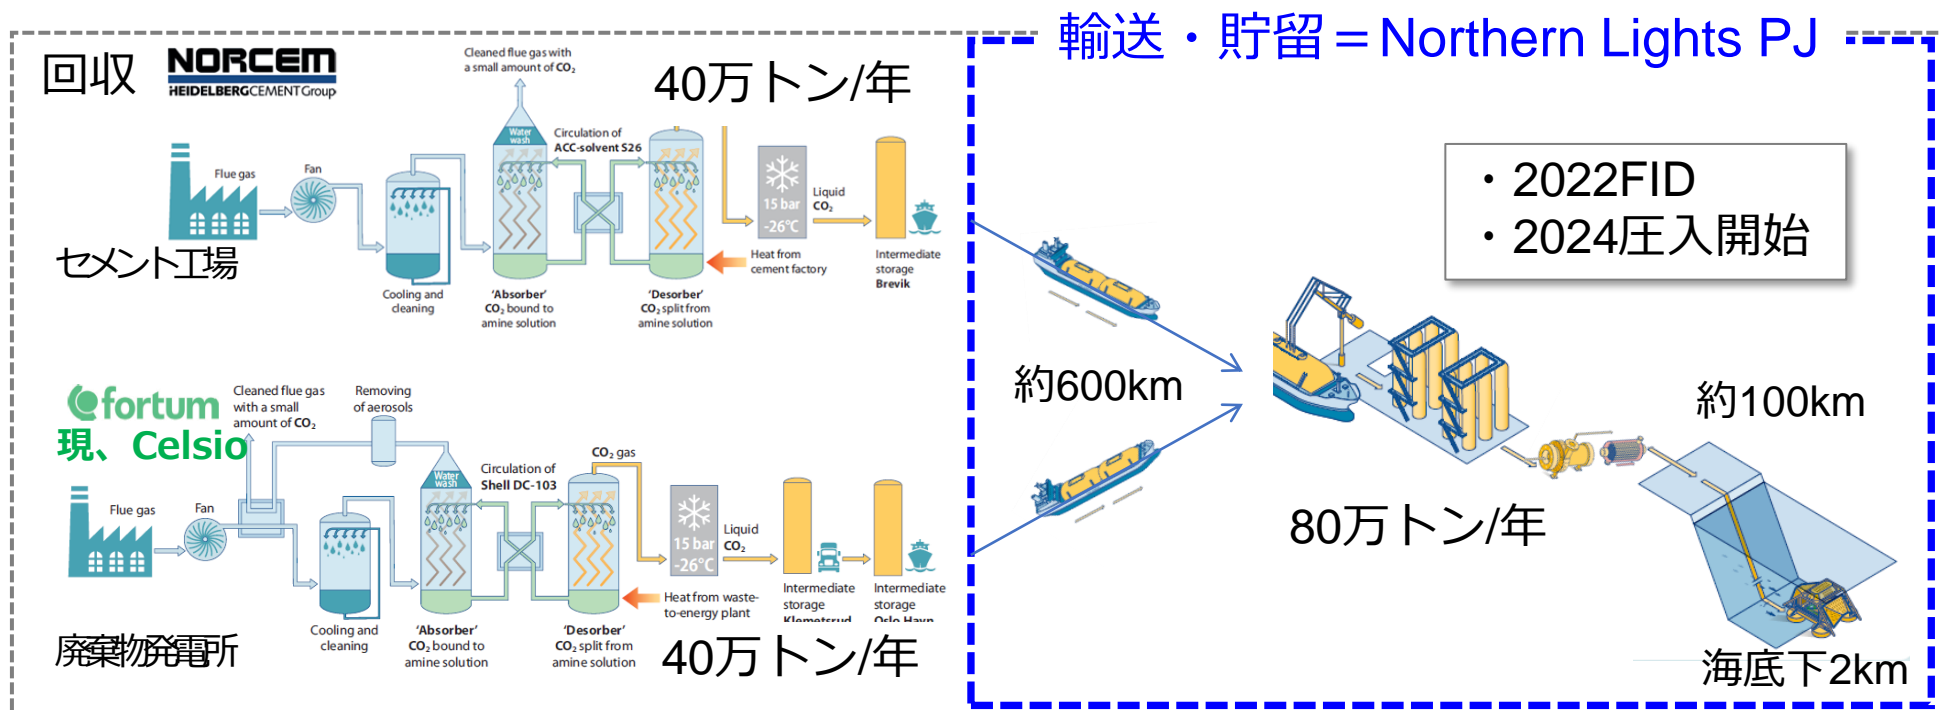 輸送・貯留＝Northern Lights PJ
回収
NORCEM
HEIDELBERGCEMENT Group
Cleaned flue gas with
a small amount of CO₂
40万トン/年
Water
wash
Circulation of
ACC-solvent S26
Flue gas
Fan
15 bar
-26°C
Liquid
CO₂
セメント工場
Heat from
cement factory
Intermediate
storage
Brevik
Cooling and
cleaning
‘Absorber’
CO₂ bound to
amine solution
‘Desorber’
CO₂ split from
amine solution
fortum
現、Celsio
Cleaned flue gas
with a small
amount of CO₂
Removing
of aerosols
Water
wash
Circulation of
Shell DC-103
CO₂ gas
Flue gas
Fan
15 bar
-26°C
Liquid
CO₂
Heat from waste-
to-energy plant
Intermediate
storage
Klemetsrud
Intermediate
storage
Oslo Havn
廃棄物発電所
Cooling and
cleaning
‘Absorber’
CO₂ bound to
amine solution
‘Desorber’
CO₂ split from
amine solution
40万トン/年
・2022FID
・2024圧入開始
約600km
約100km
80万トン/年
海底下2km